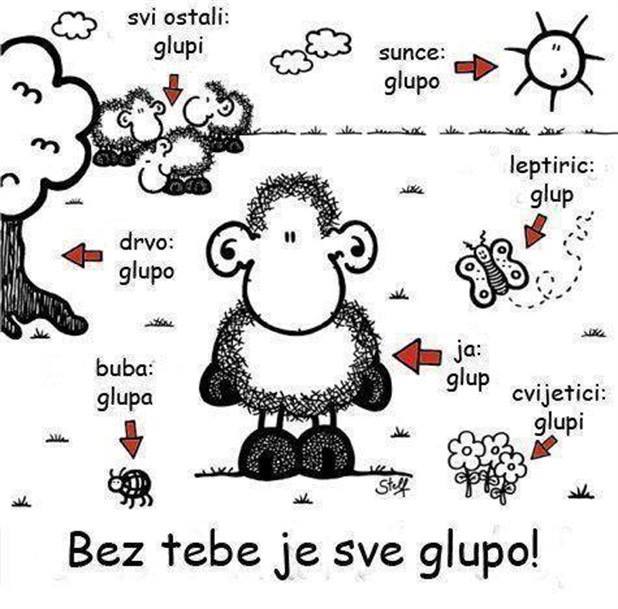 svi ostali:
glupi
sunce:
glupo
leptiric:
glup
drvo:
glupo
ja:
glup
buba:
glupa
cvijetici:
glupi
Steff
Bez tebe je sve glupo!